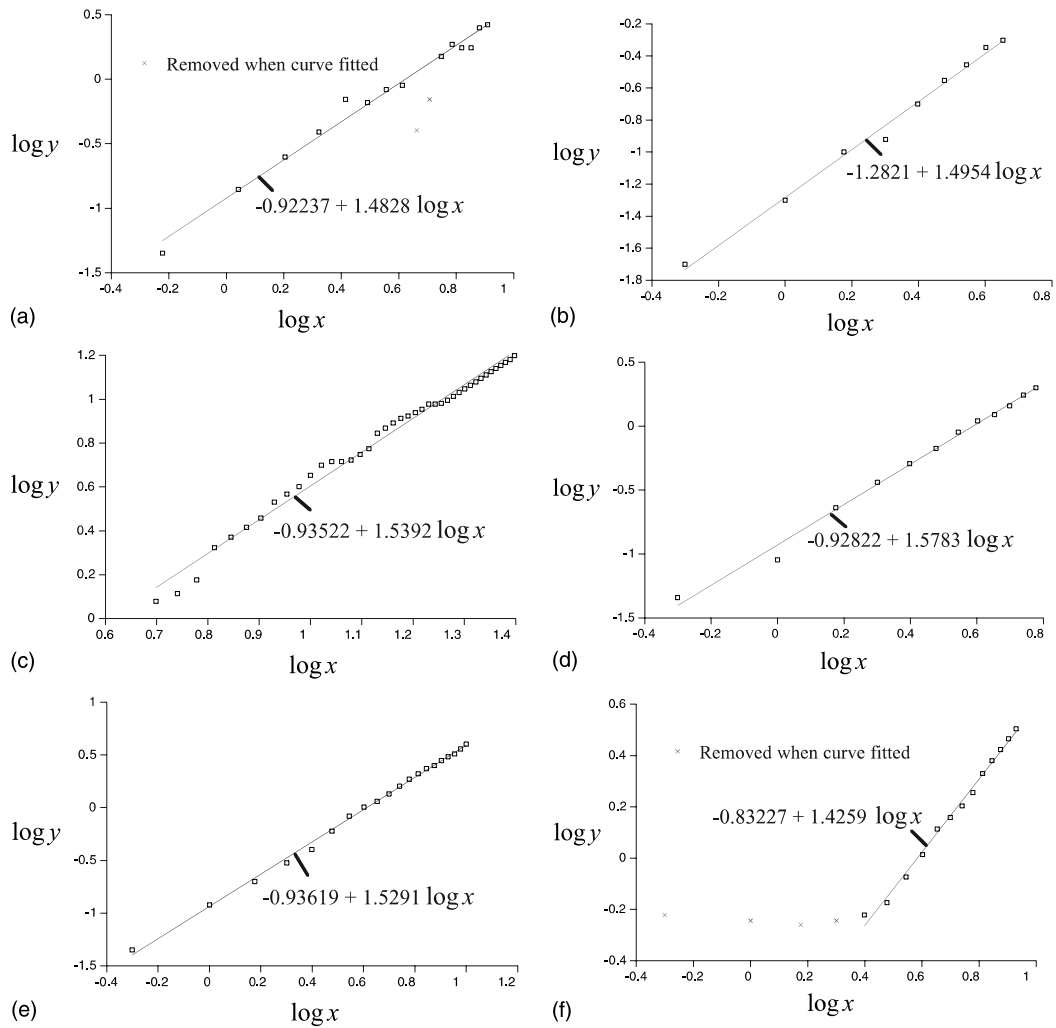 0.5
0
-0.5
-1
-1.5
log y
× Removed when curve fitted
-0.92237 + 1.4828 log x
-0.4 -0.2 0 0.2 0.4 0.6 0.8 1
(a) log x
-0.2
-0.4
-0.6
-0.8
-1
-1.2
-1.4
-1.6
-1.8
log y
-1.2821 + 1.4954 log x
-0.4 -0.2 0 0.2 0.4 0.6 0.8
(b) log x
1.2
1
0.8
0.6
0.4
0.2
0
log y
-0.93522 + 1.5392 log x
0.6 0.7 0.8 0.9 1 1.1 1.2 1.3 1.4
(c) log x
0.5
0
-0.5
-1
-1.5
log y
-0.92822 + 1.5783 log x
-0.4 -0.2 0 0.2 0.4 0.6 0.8
(d) log x
1
0.5
0
-0.5
-1
-1.5
log y
-0.93619 + 1.5291 log x
-0.4 -0.2 0 0.2 0.4 0.6 0.8 1 1.2
(e) log x
0.6
0.4
0.2
0
-0.2
-0.4
log y
× Removed when curve fitted
-0.83227 + 1.4259 log x
-0.4 -0.2 0 0.2 0.4 0.6 0.8 1
(f) log x